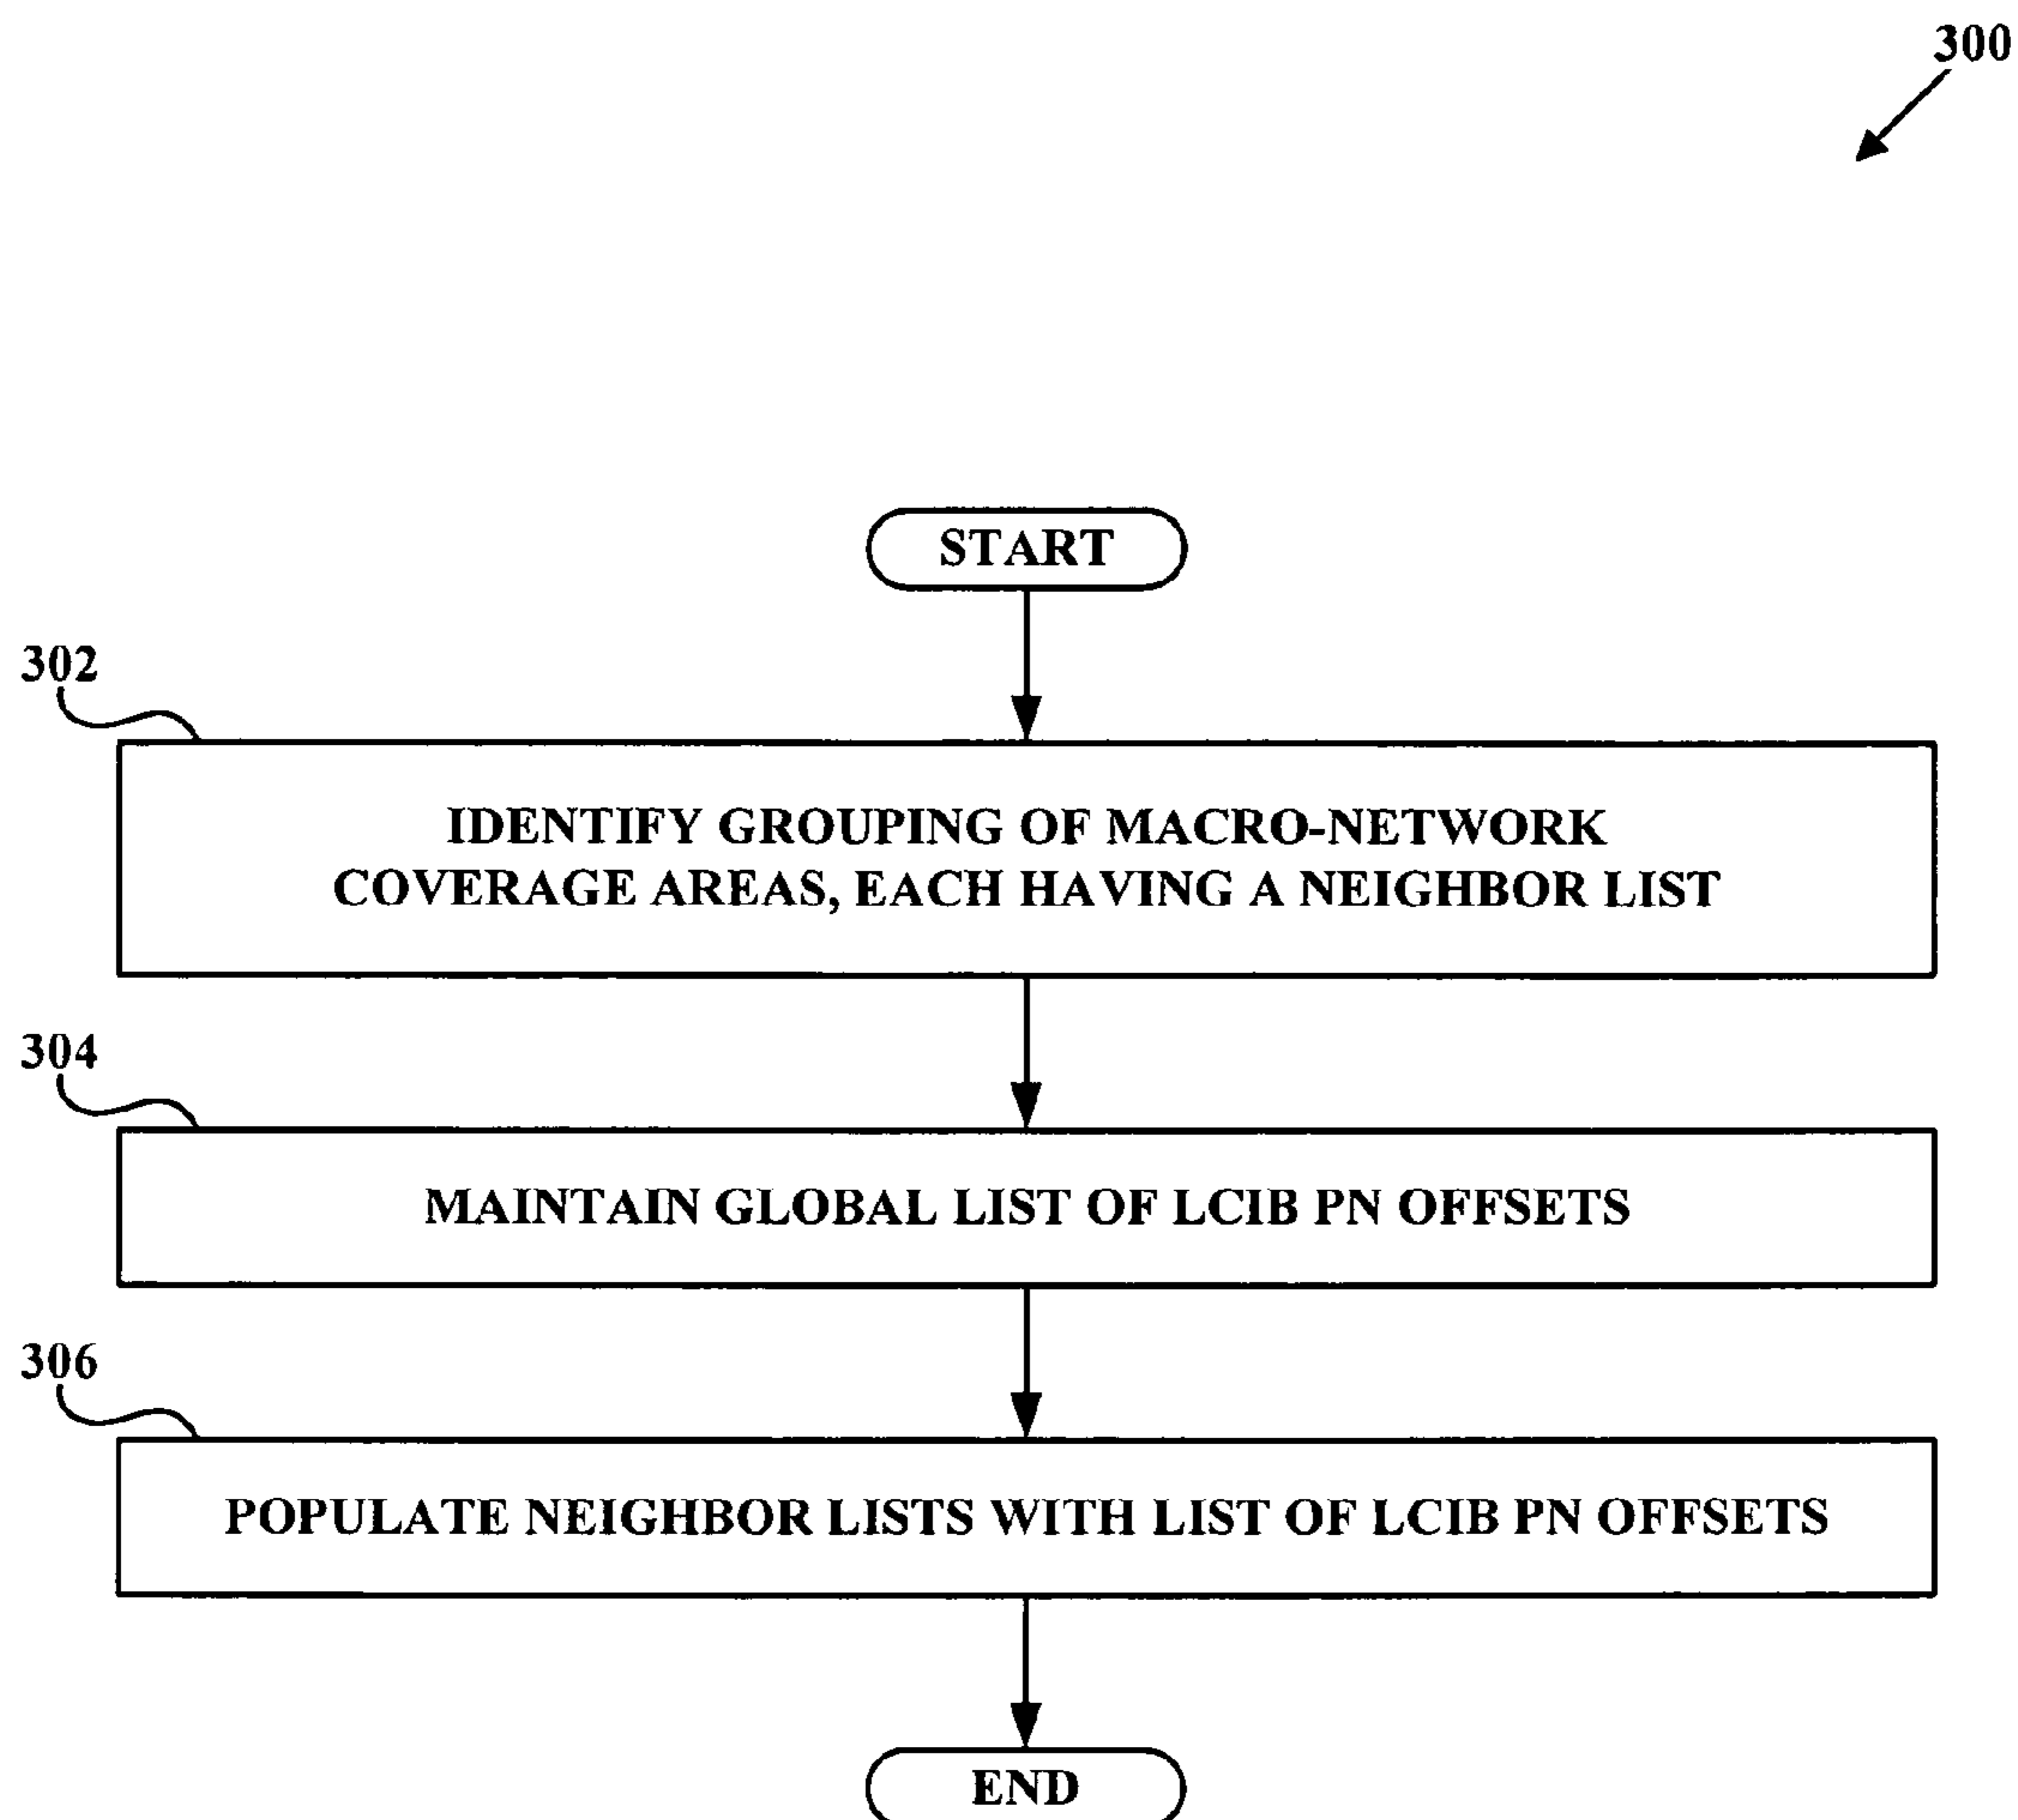 300
START
302
IDENTIFY GROUPING OF MACRO-NETWORK
COVERAGE AREAS, EACH HAVING A NEIGHBOR LIST
304
MAINTAIN GLOBAL LIST OF LCIB PN OFFSETS
306
POPULATE NEIGHBOR LISTS WITH LIST OF LCIB PN OFFSETS
END